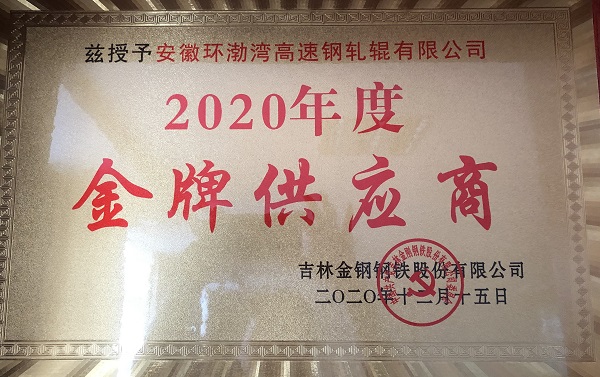 兹授予安徽环渤湾高速钢轧辊有限公司
2020年度
金牌供应商
吉林金钢钢铁股份有限公司
二〇二〇年十二月十五日